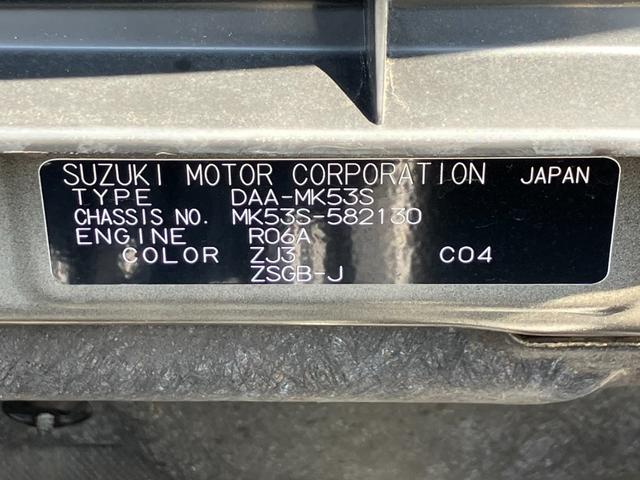 SUZUKI MOTOR CORPORATION JAPAN
TYPE DAA-MK53S
CHASSIS NO. MK53S-582130
ENGINE R06A
COLOR ZJ3 C04
ZSGB-J